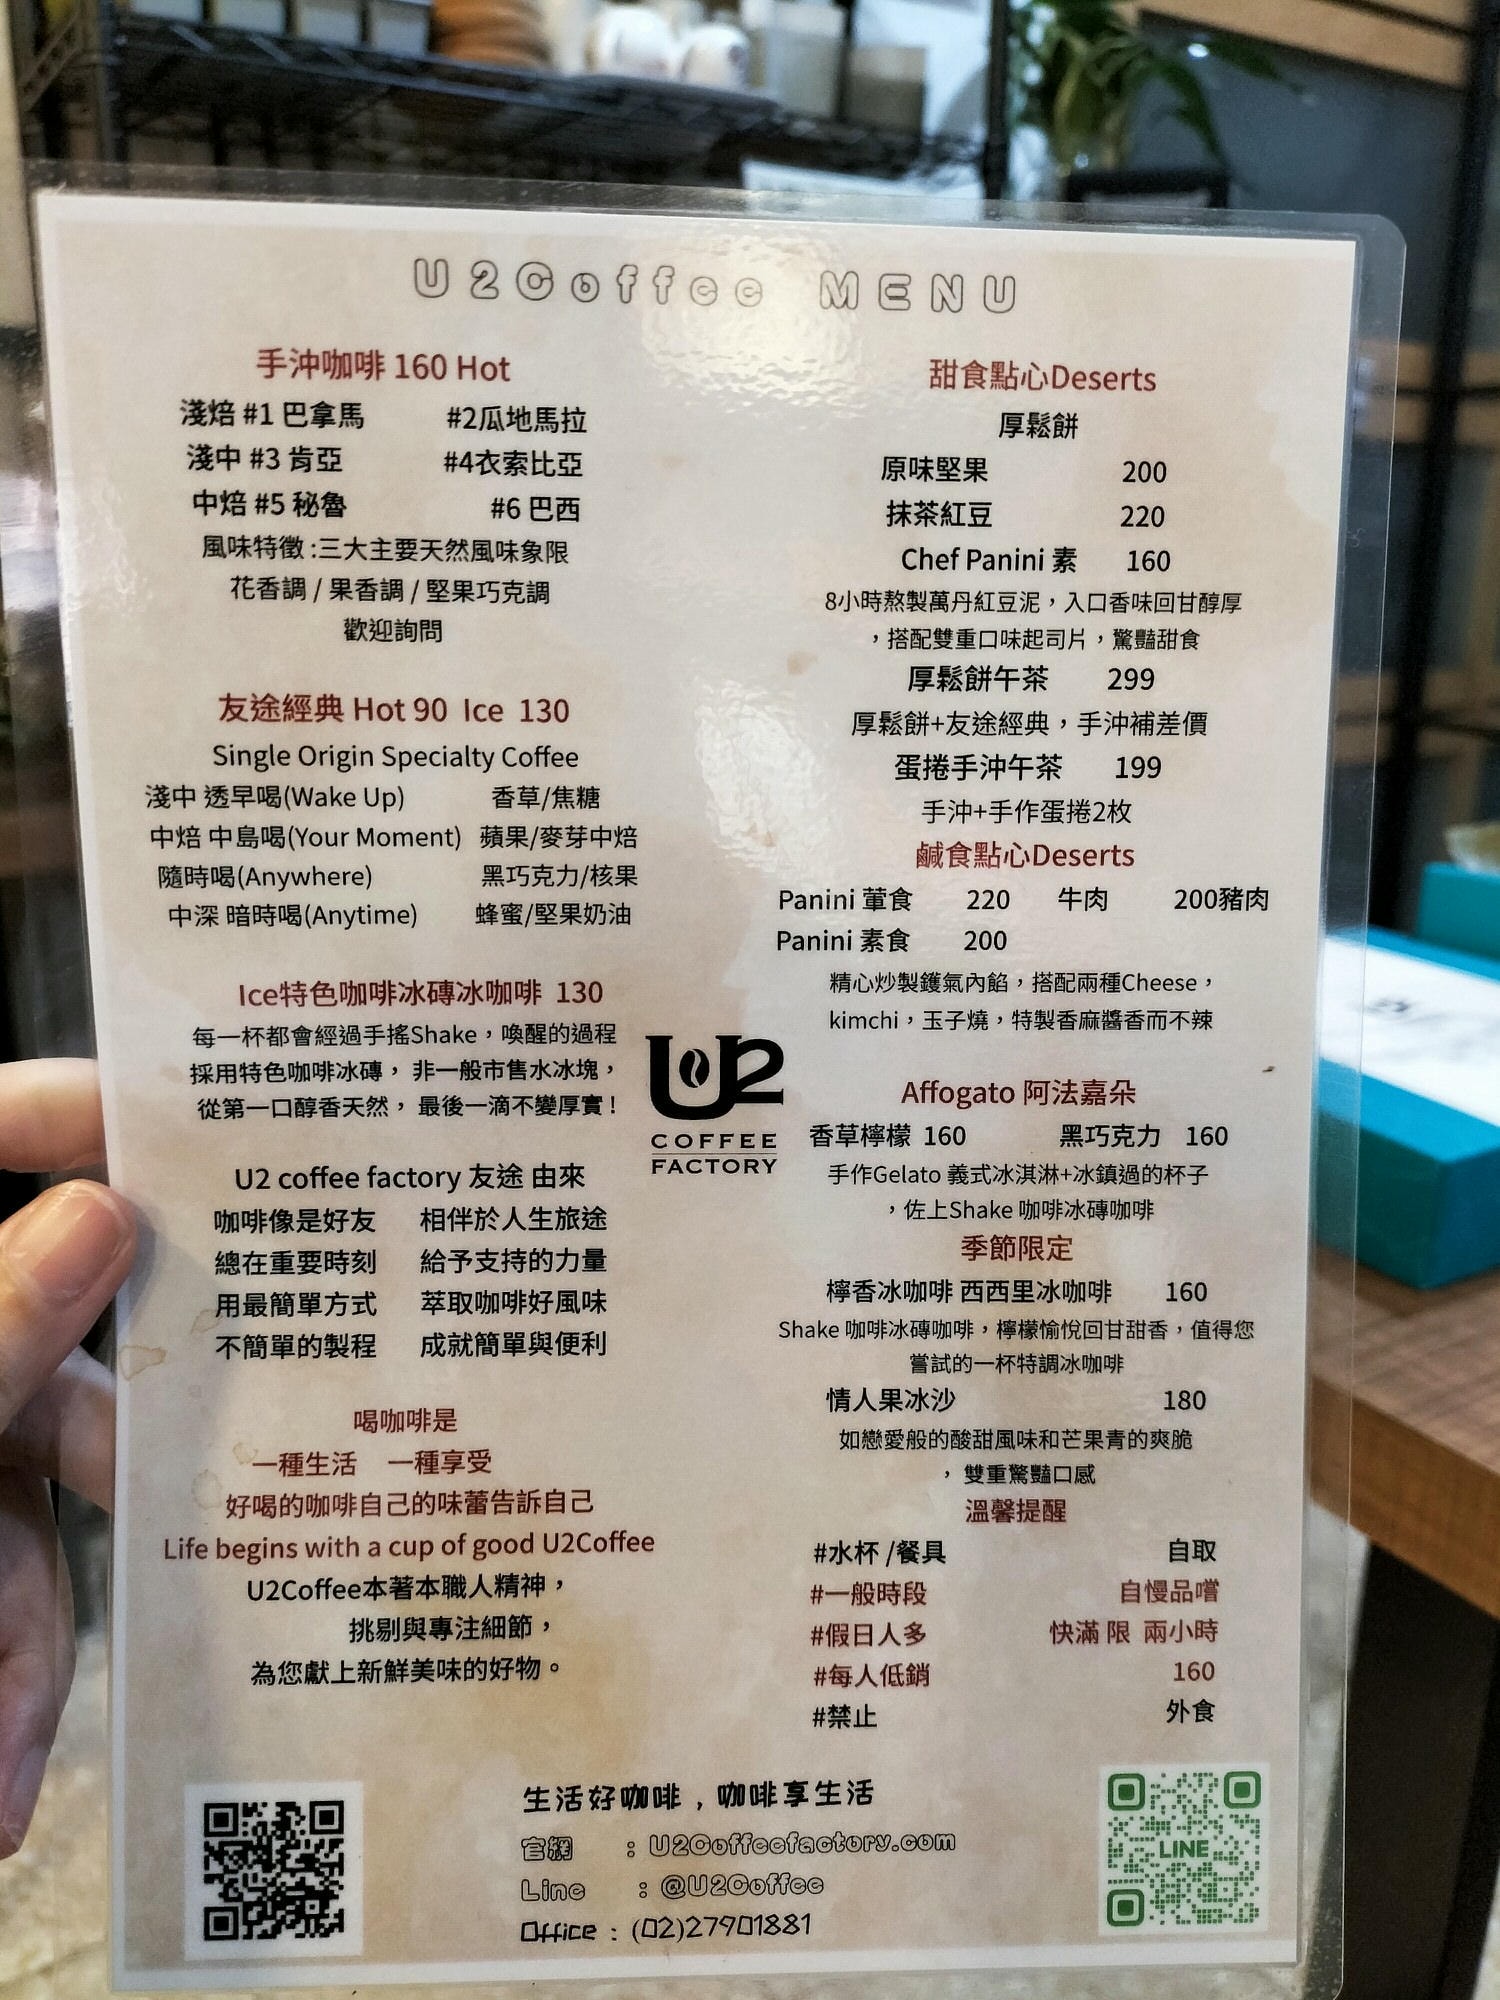 U2Coffee MENU
手沖咖啡 160 Hot
淺焙 #1 巴拿馬 #2瓜地馬拉
淺中 #3 肯亞 #4衣索比亞
中焙 #5 秘魯 #6 巴西
風味特徵 :三大主要天然風味象限
花香調 / 果香調 / 堅果巧克調
歡迎詢問
友途經典 Hot 90 Ice 130
Single Origin Specialty Coffee
淺中 透早喝(Wake Up) 香草/焦糖
中焙 中島喝(Your Moment) 蘋果/麥芽中焙
隨時喝(Anywhere) 黑巧克力/核果
中深 暗時喝(Anytime) 蜂蜜/堅果奶油
Ice特色咖啡冰磚冰咖啡 130
每一杯都會經過手搖Shake，喚醒的過程
採用特色咖啡冰磚， 非一般市售水冰塊，
從第一口醇香天然， 最後一滴不變厚實 !
U2 coffee factory 友途 由來
咖啡像是好友 相伴於人生旅途
總在重要時刻 給予支持的力量
用最簡單方式 萃取咖啡好風味
不簡單的製程 成就簡單與便利
喝咖啡是
一種生活 一種享受
好喝的咖啡自己的味蕾告訴自己
Life begins with a cup of good U2Coffee
U2Coffee本著本職人精神，
挑剔與專注細節，
為您獻上新鮮美味的好物。
U2
COFFEE
FACTORY
甜食點心Deserts
厚鬆餅
原味堅果 200
抹茶紅豆 220
Chef Panini 素 160
8小時熬製萬丹紅豆泥，入口香味回甘醇厚
，搭配雙重口味起司片，驚豔甜食
厚鬆餅午茶 299
厚鬆餅+友途經典，手沖補差價
蛋捲手沖午茶 199
手沖+手作蛋捲2枚
鹹食點心Deserts
Panini 葷食 220 牛肉 200豬肉
Panini 素食 200
精心炒製鑊氣內餡，搭配兩種Cheese，
kimchi，玉子燒，特製香麻醬香而不辣
Affogato 阿法嘉朵
香草檸檬 160 黑巧克力 160
手作Gelato 義式冰淇淋+冰鎮過的杯子
，佐上Shake 咖啡冰磚咖啡
季節限定
檸香冰咖啡 西西里冰咖啡 160
Shake 咖啡冰磚咖啡，檸檬愉悅回甘甜香，值得您
嘗試的一杯特調冰咖啡
情人果冰沙 180
如戀愛般的酸甜風味和芒果青的爽脆
，雙重驚豔口感
溫馨提醒
#水杯 /餐具 自取
#一般時段 自慢品嚐
#假日人多 快滿 限 兩小時
#每人低銷 160
#禁止 外食
生活好咖啡，咖啡享生活
官網 : U2Coffeefactory.com
Line : @U2Coffee
Office : (02)27901881
LINE